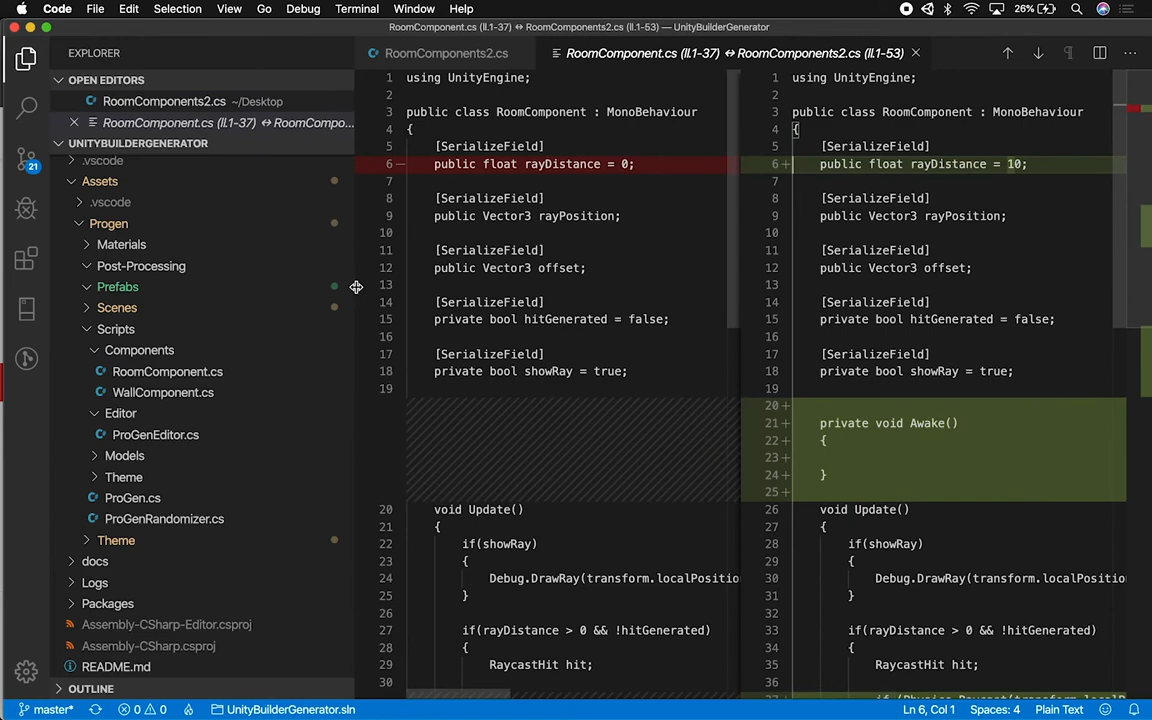 Code File Edit Selection View Go Debug Terminal Window Help 26%
RoomComponent.cs (ll.1-37) ↔ RoomComponents2.cs (ll.1-53) — UnityBuilderGenerator
EXPLORER
OPEN EDITORS
RoomComponents2.cs ~/Desktop
RoomComponent.cs (ll.1-37) ↔ RoomCompo...
UNITYBUILDERGENERATOR
.vscode
Assets
.vscode
Progen
Materials
Post-Processing
Prefabs
Scenes
Scripts
Components
RoomComponent.cs
WallComponent.cs
Editor
ProGenEditor.cs
Models
Theme
ProGen.cs
ProGenRandomizer.cs
Theme
docs
Logs
Packages
Assembly-CSharp-Editor.csproj
Assembly-CSharp.csproj
README.md
OUTLINE
21
RoomComponents2.cs
RoomComponent.cs (ll.1-37) ↔ RoomComponents2.cs (ll.1-53)
1 using UnityEngine;
2
3 public class RoomComponent : MonoBehaviour
4 {
5 [SerializeField]
6 — public float rayDistance = 0;
7
8 [SerializeField]
9 public Vector3 rayPosition;
10
11 [SerializeField]
12 public Vector3 offset;
13
14 [SerializeField]
15 private bool hitGenerated = false;
16
17 [SerializeField]
18 private bool showRay = true;
19
20 void Update()
21 {
22 if(showRay)
23 {
24 Debug.DrawRay(transform.localPositio
25 }
26
27 if(rayDistance > 0 && !hitGenerated)
28 {
29 RaycastHit hit;
30
1 using UnityEngine;
2
3 public class RoomComponent : MonoBehaviour
4 {
5 [SerializeField]
6 + public float rayDistance = 10;
7
8 [SerializeField]
9 public Vector3 rayPosition;
10
11 [SerializeField]
12 public Vector3 offset;
13
14 [SerializeField]
15 private bool hitGenerated = false;
16
17 [SerializeField]
18 private bool showRay = true;
19
20 +
21 + private void Awake()
22 + {
23 +
24 + }
25 +
26 void Update()
27 {
28 if(showRay)
29 {
30 Debug.DrawRay(transform.localPositio
31 }
32
33 if(rayDistance > 0 && !hitGenerated)
34 {
35 RaycastHit hit;
36
master* 0 0 UnityBuilderGenerator.sln Ln 6, Col 1 Spaces: 4 Plain Text